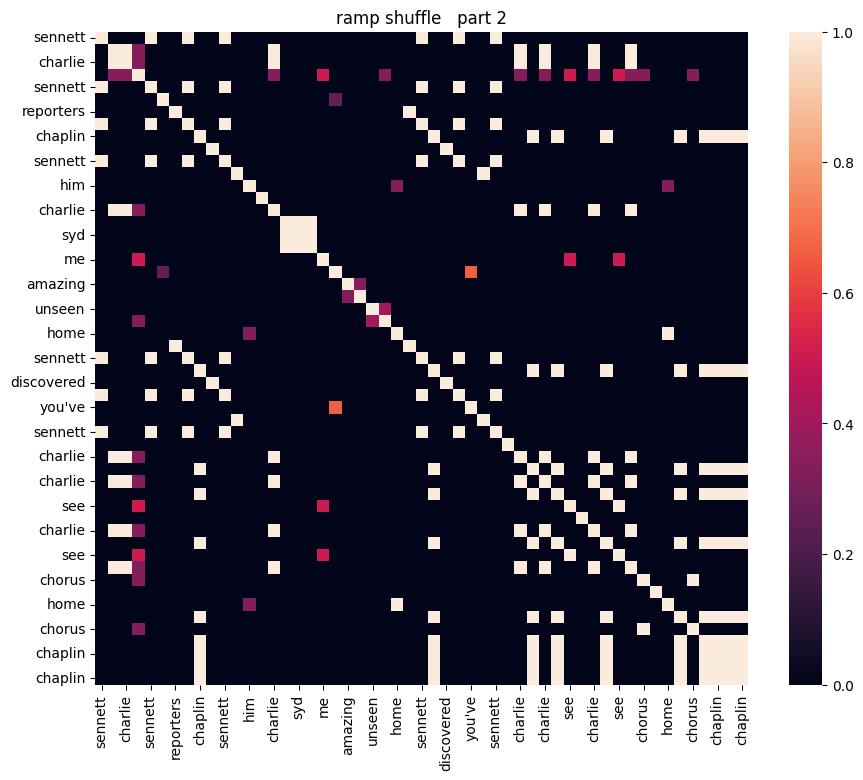 ramp shuffle   part 2
sennett
charlie
sennett
reporters
chaplin
sennett
him
charlie
syd
me
amazing
unseen
home
sennett
discovered
you've
sennett
charlie
charlie
see
charlie
see
chorus
home
chorus
chaplin
chaplin
1.0
0.8
0.6
0.4
0.2
0.0
sennett charlie sennett reporters chaplin sennett him charlie syd me amazing unseen home sennett discovered you've sennett charlie charlie see charlie see chorus home chorus chaplin chaplin